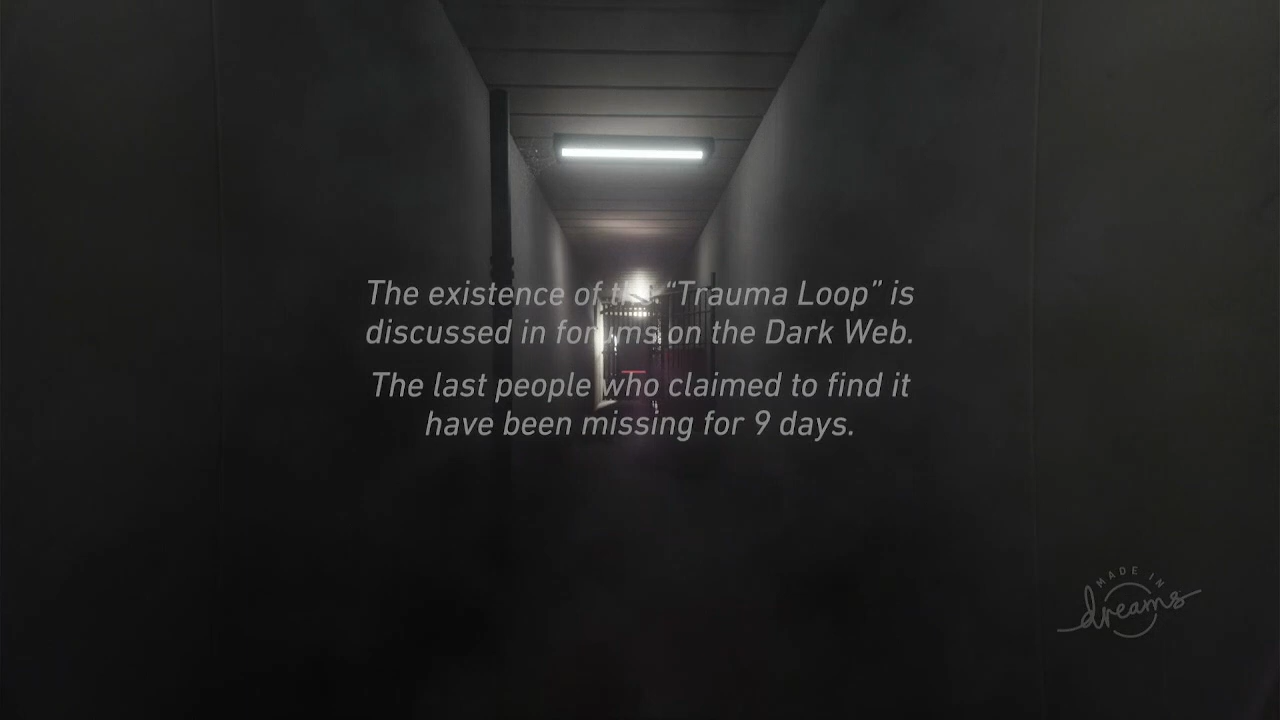 The existence of this “Trauma Loop” is
discussed in forums on the Dark Web.
The last people who claimed to find it
have been missing for 9 days.
MADE IN
dreams